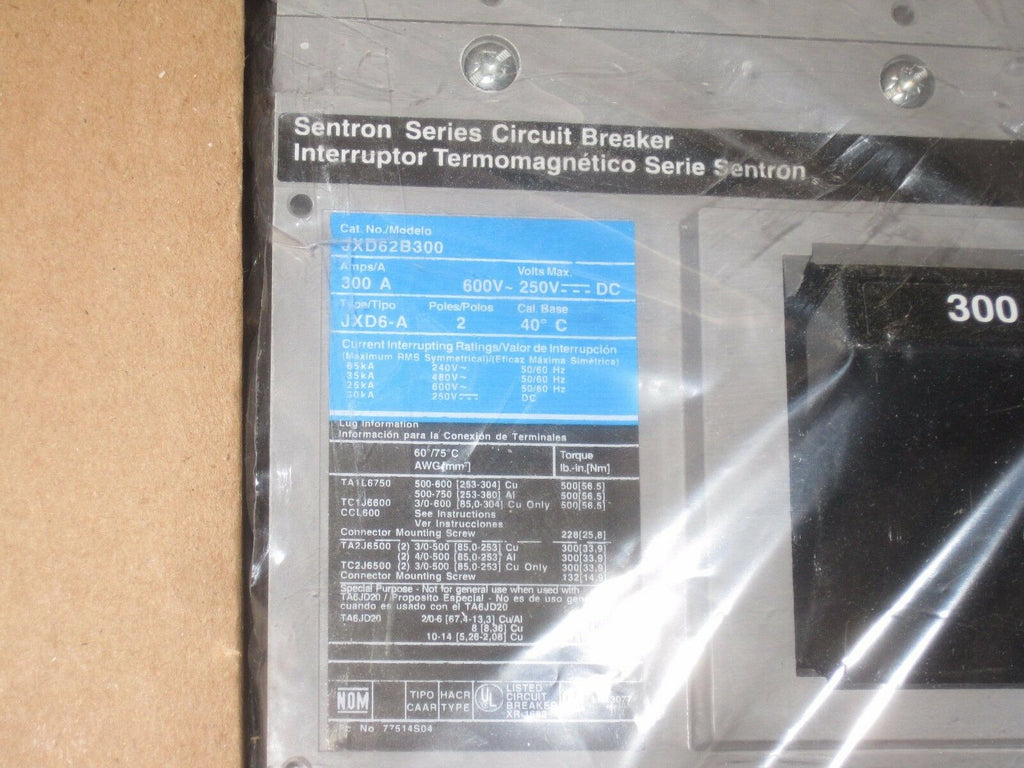 Sentron Series Circuit Breaker
Interruptor Termomagnético Serie Sentron
300
Cat. No./Modelo
JXD62B300
Amps/A Volts Max.
300 A 600V~ 250V DC
Type/Tipo Poles/Polos Cal. Base
JXD6-A 2 40° C
Current Interrupting Ratings/Valor de Interrupción
(Maximum RMS Symmetrical)/(Eficaz Máxima Simétrica)
65kA 240V~ 50/60 Hz
35kA 480V~ 50/60 Hz
25kA 600V~ 50/60 Hz
30kA 250V DC
Lug Information
Información para la Conexión de Terminales
60°/75°C Torque
AWG[mm²] lb.-in.[Nm]
TA1L6750 500-600 [253-304] Cu 500[56.5]
500-750 [253-380] Al 500[56.5]
TC1J6600 3/0-600 [85,0-304] Cu Only 500[56.5]
CCL600 See Instructions
Ver Instrucciones
Connector Mounting Screw 228[25,8]
TA2J6500 (2) 3/0-500 [85,0-253] Cu 300[33,9]
(2) 4/0-500 [85,0-253] Al 300[33,9]
TC2J6500 (2) 3/0-500 [85,0-253] Cu Only 300[33,9]
Connector Mounting Screw 132[14,9]
Special Purpose - Not for general use when used with
TA6JD20 / Proposito Especial - No es de uso
cuando es usado con el TA6JD20
TA6JD20 2/0-6 [67,4-13,3] Cu/Al
8 [8,36] Cu
10-14 [5,26-2,08] Cu
NOM TIPO HACR UL LISTED
CAAR TYPE CIRCUIT
BREAKER
No 77514S04